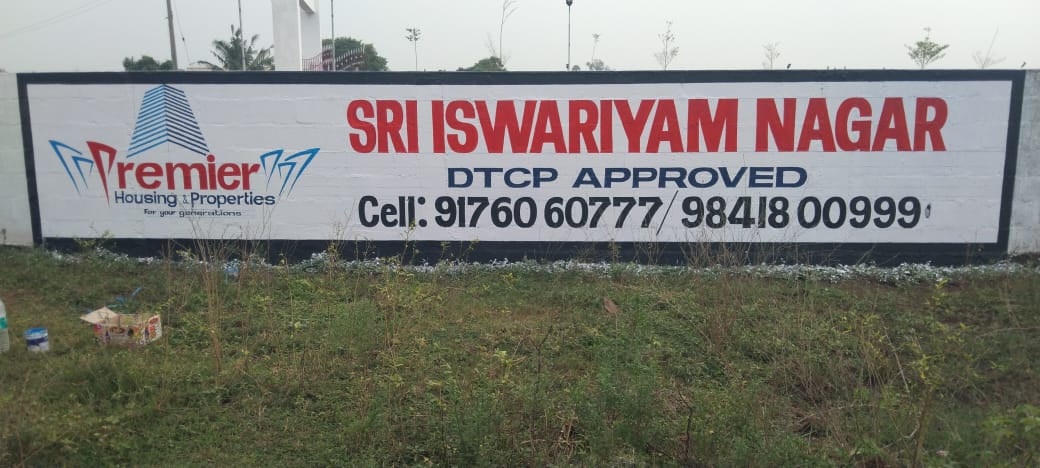 Premier
Housing & Properties
For your generations
SRI ISWARIYAM NAGAR
DTCP APPROVED
Cell: 91760 60777/98418 00999